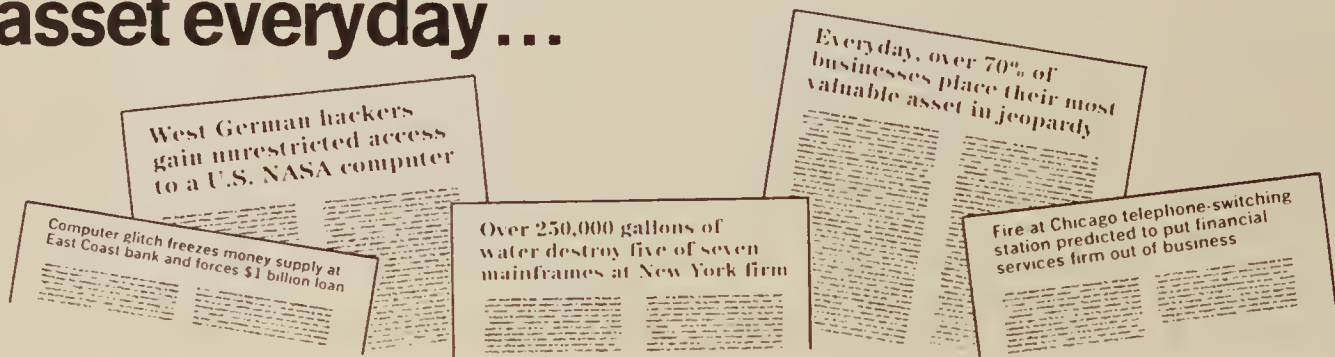 asset everyday...
West German hackers
gain unrestricted access
to a U.S. NASA computer
Everyday, over 70% of
businesses place their most
valuable asset in jeopardy
Computer glitch freezes money supply at
East Coast bank and forces $1 billion loan
Over 250,000 gallons of
water destroy five of seven
mainframes at New York firm
Fire at Chicago telephone-switching
station predicted to put financial
services firm out of business